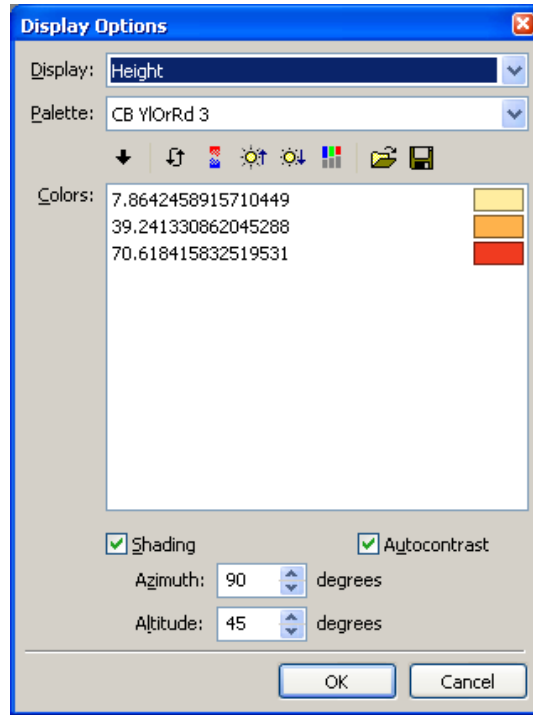 Display Options
Display: Height
Palette: CB YlOrRd 3
Colors: 7.8642458915710449
39.241330862045288
70.618415832519531
Shading Autocontrast
Azimuth: 90 degrees
Altitude: 45 degrees
OK Cancel